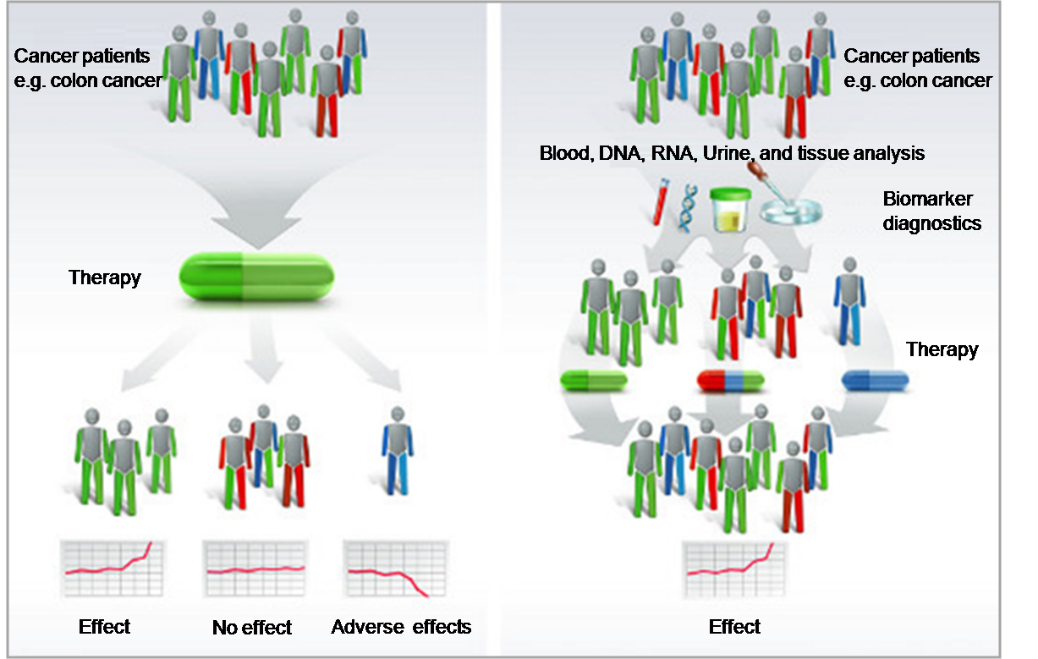 Cancer patients
e.g. colon cancer
Therapy
Effect
No effect
Adverse effects
Cancer patients
e.g. colon cancer
Blood, DNA, RNA, Urine, and tissue analysis
Biomarker
diagnostics
Therapy
Effect